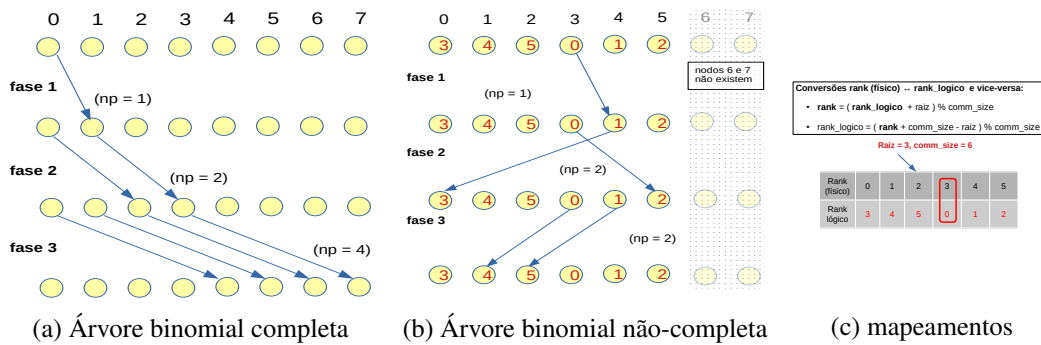 0 1 2 3 4 5 6 7
fase 1
(np = 1)
fase 2
(np = 2)
fase 3
(np = 4)
(a) Árvore binomial completa
0 1 2 3 4 5 6 7
3 4 5 0 1 2
nodos 6 e 7
não existem
fase 1
(np = 1)
3 4 5 0 1 2
fase 2
(np = 2)
3 4 5 0 1 2
fase 3
(np = 2)
3 4 5 0 1 2
(b) Árvore binomial não-completa
Conversões rank (físico) ↔ rank_logico e vice-versa:
• rank = ( rank_logico + raiz ) % comm_size
• rank_logico = ( rank + comm_size - raiz ) % comm_size
Raiz = 3, comm_size = 6
Rank (físico) 0 1 2 3 4 5
Rank lógico 3 4 5 0 1 2
(c) mapeamentos